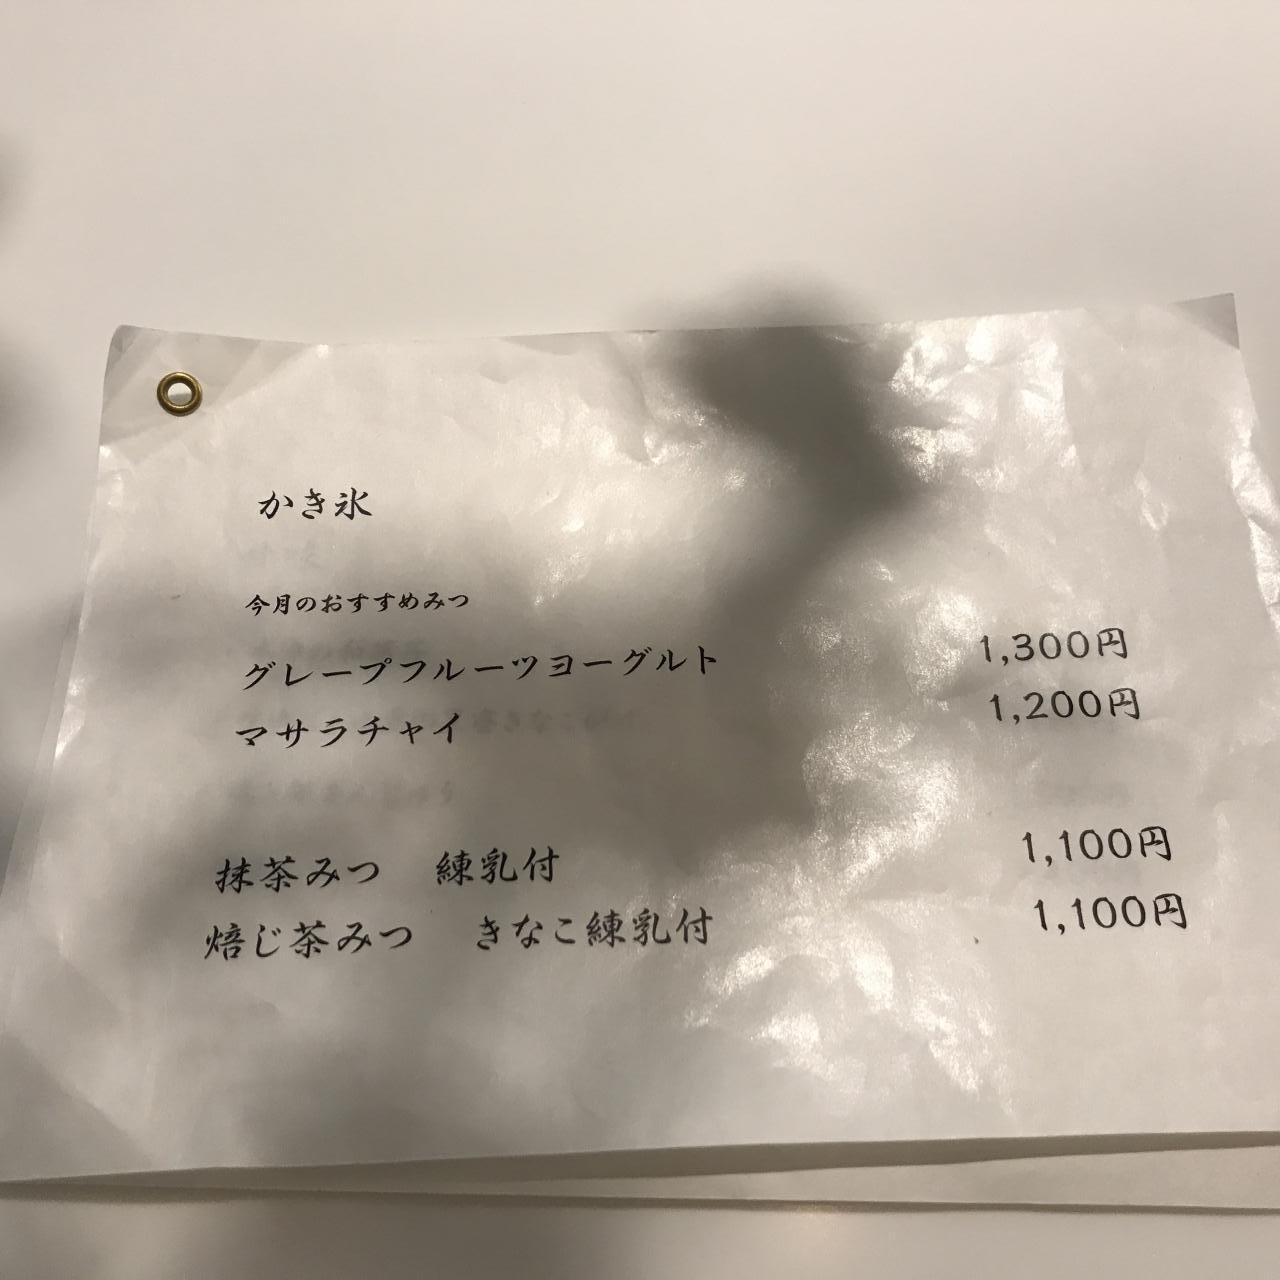 かき氷
今月のおすすめみつ
グレープフルーツヨーグルト 1,300円
マサラチャイ 1,200円
抹茶みつ 練乳付 1,100円
焙じ茶みつ きなこ練乳付 1,100円